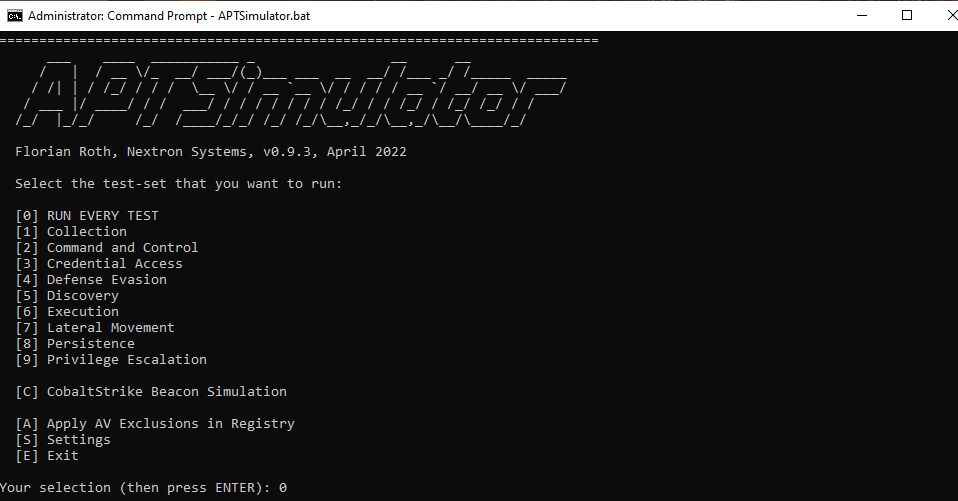 Administrator: Command Prompt - APTSimulator.bat
===========================================================================
APTSimulator
Florian Roth, Nextron Systems, v0.9.3, April 2022
Select the test-set that you want to run:
[0] RUN EVERY TEST
[1] Collection
[2] Command and Control
[3] Credential Access
[4] Defense Evasion
[5] Discovery
[6] Execution
[7] Lateral Movement
[8] Persistence
[9] Privilege Escalation
[C] CobaltStrike Beacon Simulation
[A] Apply AV Exclusions in Registry
[S] Settings
[E] Exit
Your selection (then press ENTER): 0